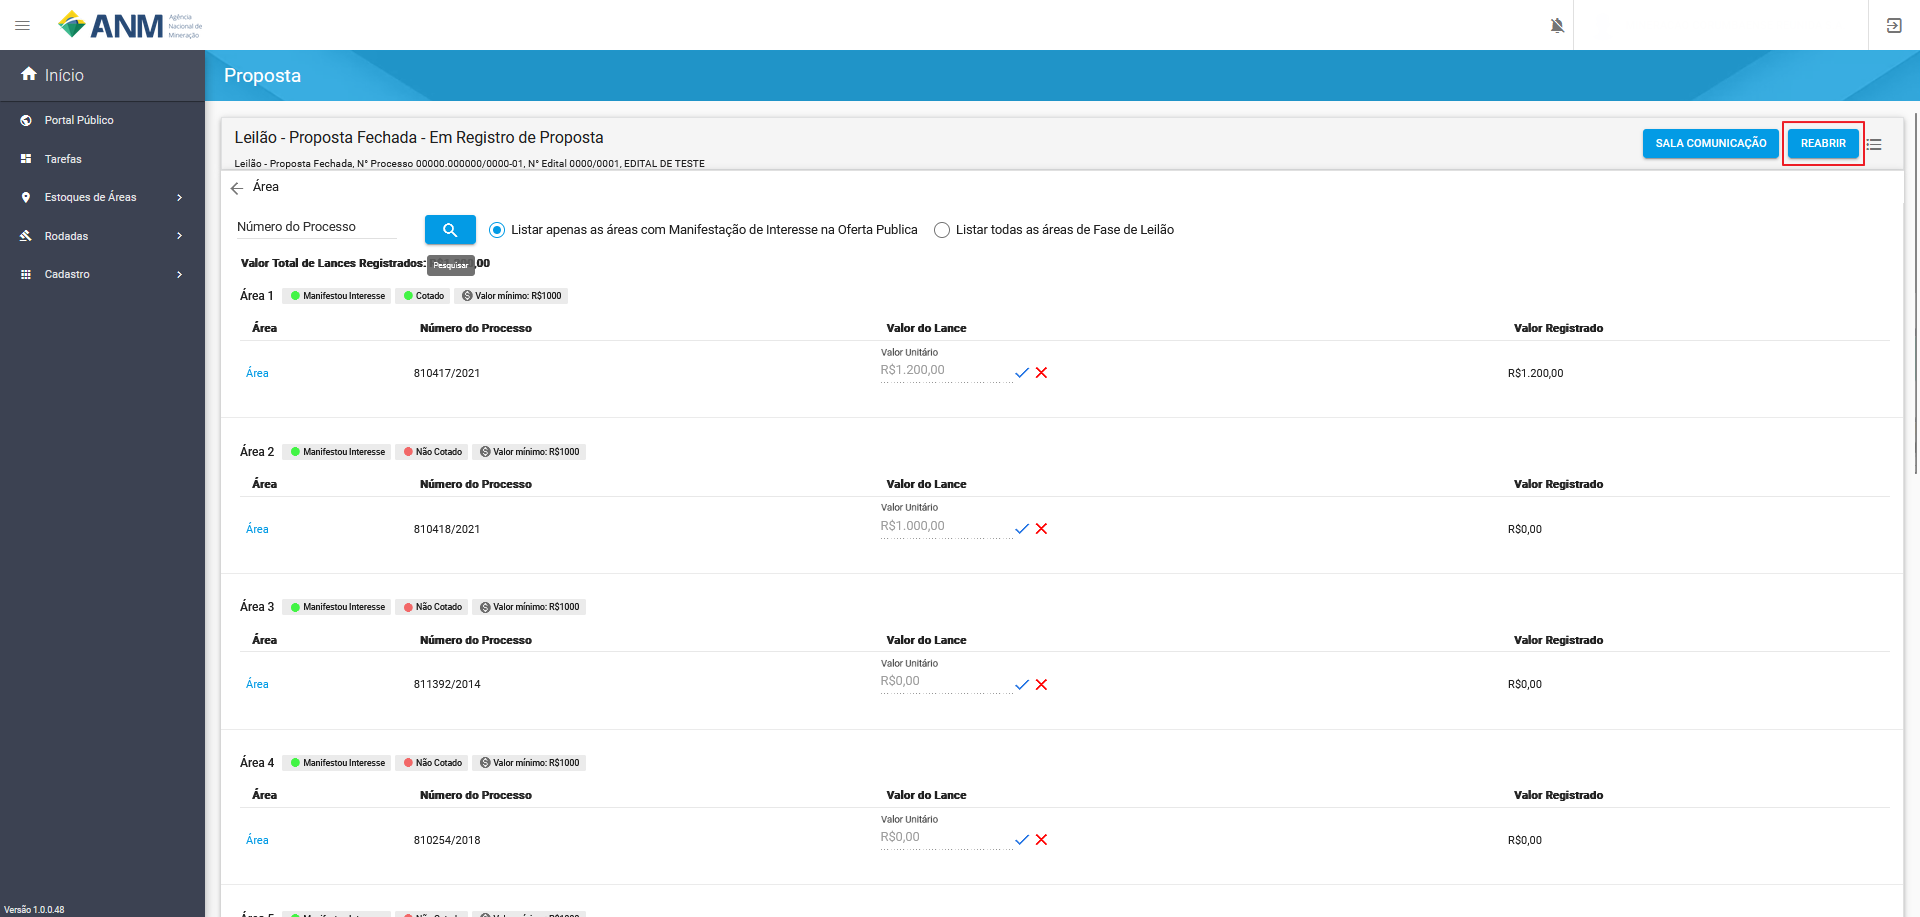 ANM Agência
Nacional de
Mineração
Início
Proposta
Portal Público
Tarefas
Estoques de Áreas
Rodadas
Cadastro
Versão 1.0.0.48
Leilão - Proposta Fechada - Em Registro de Proposta
SALA COMUNICAÇÃO REABRIR
Leilão - Proposta Fechada, N° Processo 00000.000000/0000-01, N° Edital 0000/0001, EDITAL DE TESTE
Área
Número do Processo Listar apenas as áreas com Manifestação de Interesse na Oferta Publica Listar todas as áreas de Fase de Leilão
Valor Total de Lances Registrados: ,00
Pesquisar
Área 1 Manifestou Interesse Cotado Valor mínimo: R$1000
Área Número do Processo Valor do Lance Valor Registrado
Valor Unitário
Área 810417/2021 R$1.200,00 R$1.200,00
Área 2 Manifestou Interesse Não Cotado Valor mínimo: R$1000
Área Número do Processo Valor do Lance Valor Registrado
Valor Unitário
Área 810418/2021 R$1.000,00 R$0,00
Área 3 Manifestou Interesse Não Cotado Valor mínimo: R$1000
Área Número do Processo Valor do Lance Valor Registrado
Valor Unitário
Área 811392/2014 R$0,00 R$0,00
Área 4 Manifestou Interesse Não Cotado Valor mínimo: R$1000
Área Número do Processo Valor do Lance Valor Registrado
Valor Unitário
Área 810254/2018 R$0,00 R$0,00